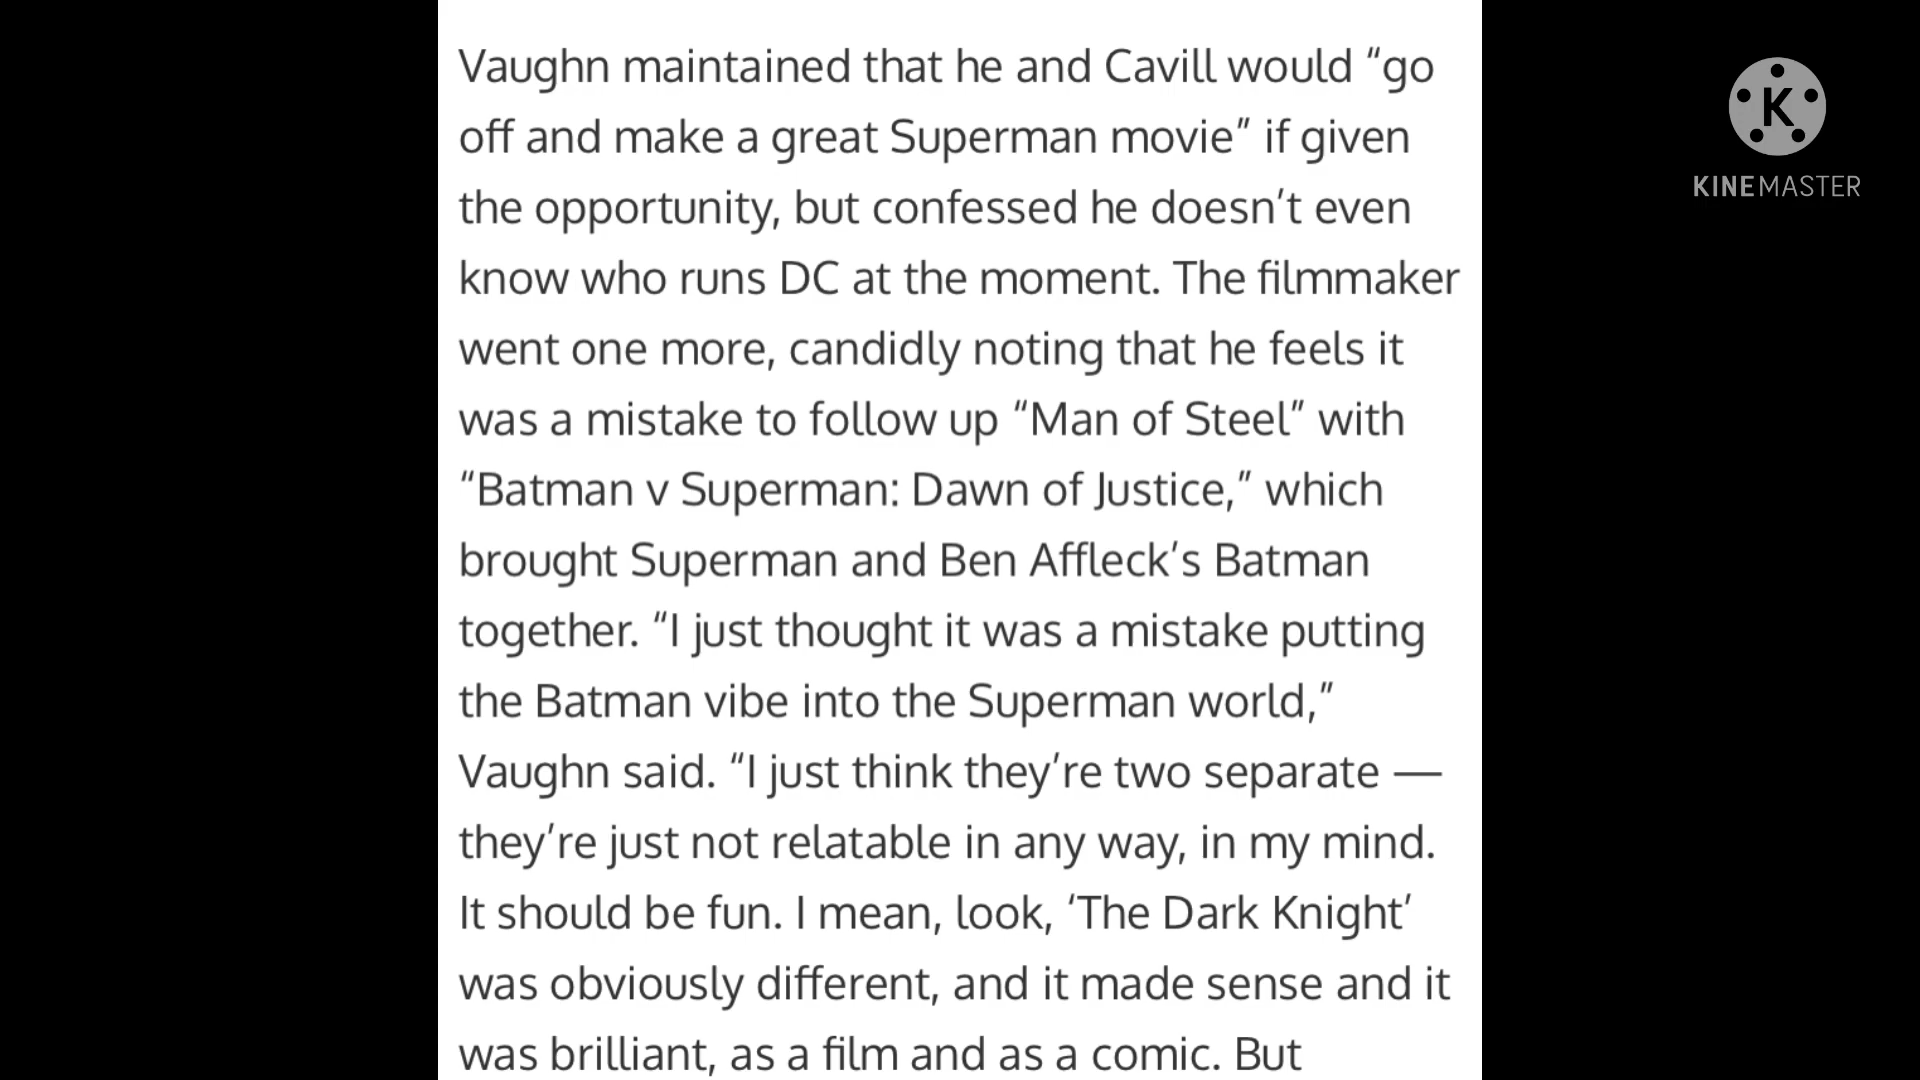 Vaughn maintained that he and Cavill would “go
off and make a great Superman movie” if given
the opportunity, but confessed he doesn’t even
know who runs DC at the moment. The filmmaker
went one more, candidly noting that he feels it
was a mistake to follow up “Man of Steel” with
“Batman v Superman: Dawn of Justice,” which
brought Superman and Ben Affleck’s Batman
together. “I just thought it was a mistake putting
the Batman vibe into the Superman world,”
Vaughn said. “I just think they’re two separate —
they’re just not relatable in any way, in my mind.
It should be fun. I mean, look, ‘The Dark Knight’
was obviously different, and it made sense and it
was brilliant, as a film and as a comic. But
K
KINEMASTER